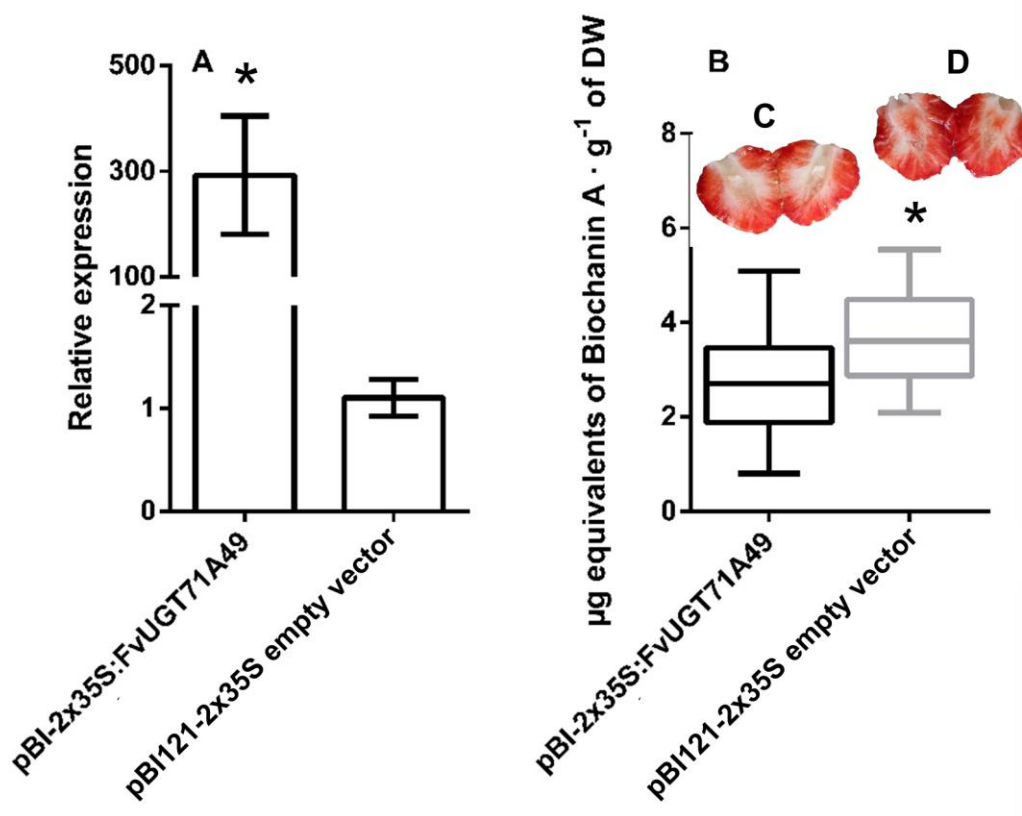 A
*
500
300
100
2
1
0
Relative expression
pBI-2x35S:FvUGT71A49
pBI121-2x35S empty vector
B
C
D
*
8
6
4
2
0
µg equivalents of Biochanin A · g⁻¹ of DW
pBI-2x35S:FvUGT71A49
pBI121-2x35S empty vector